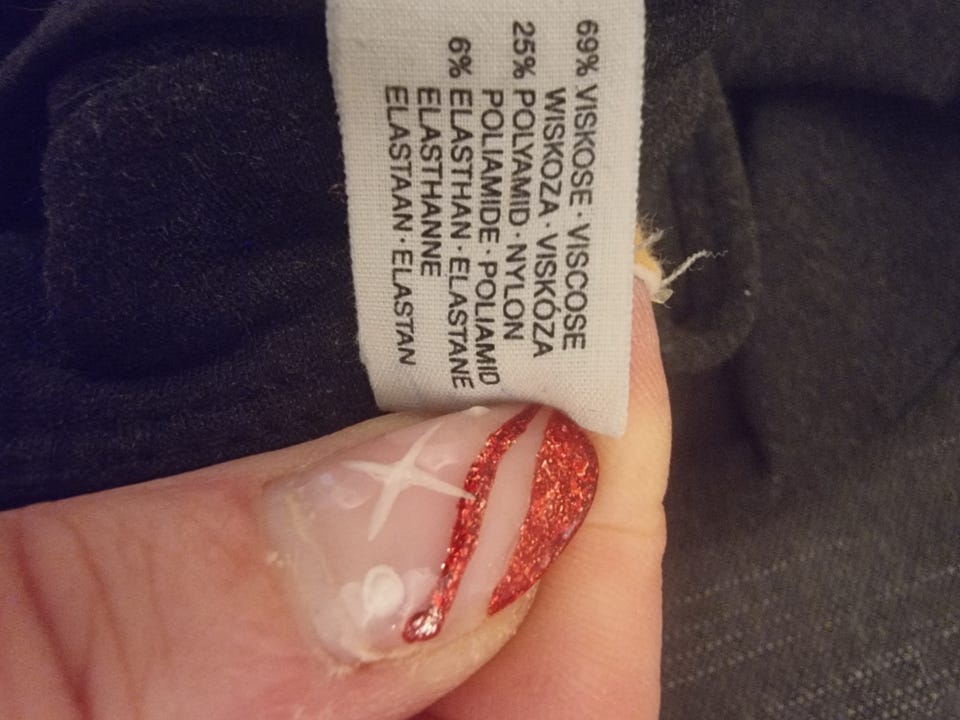 69% VISKOSE · VISCOSE
WISKOZA · VISKÓZA
25% POLYAMID · NYLON
POLIAMIDE · POLIAMID
6% ELASTHAN · ELASTANE
ELASTHANNE
ELASTAAN · ELASTAN